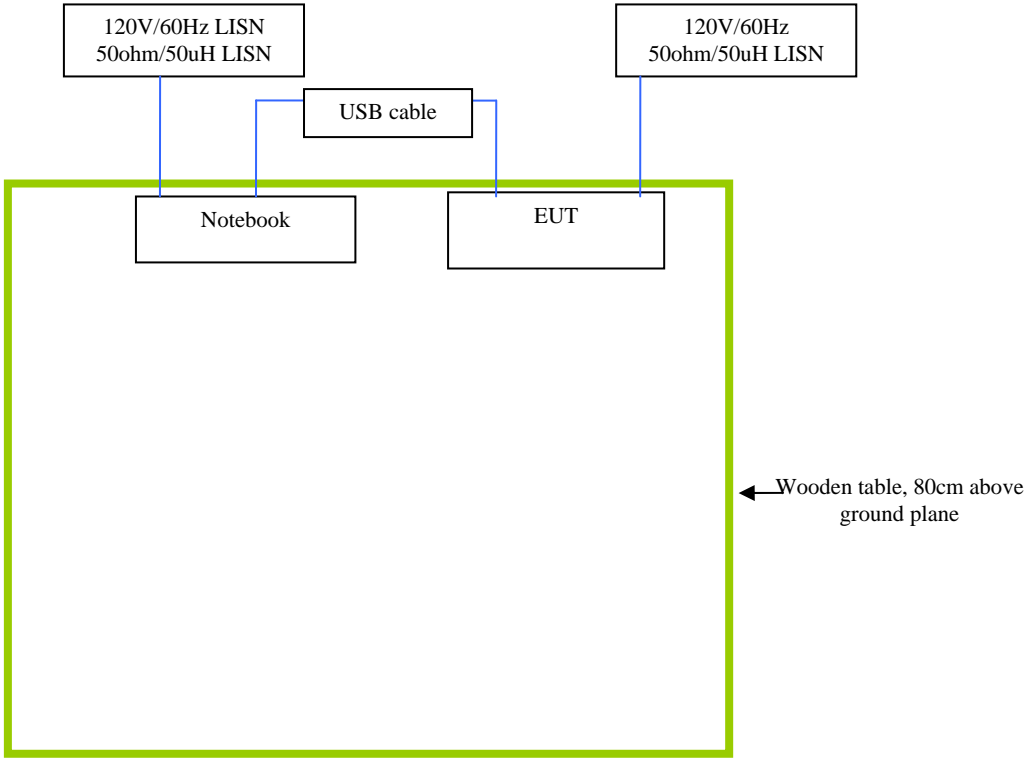 120V/60Hz LISN
50ohm/50uH LISN
120V/60Hz
50ohm/50uH LISN
USB cable
Notebook
EUT
Wooden table, 80cm above
ground plane